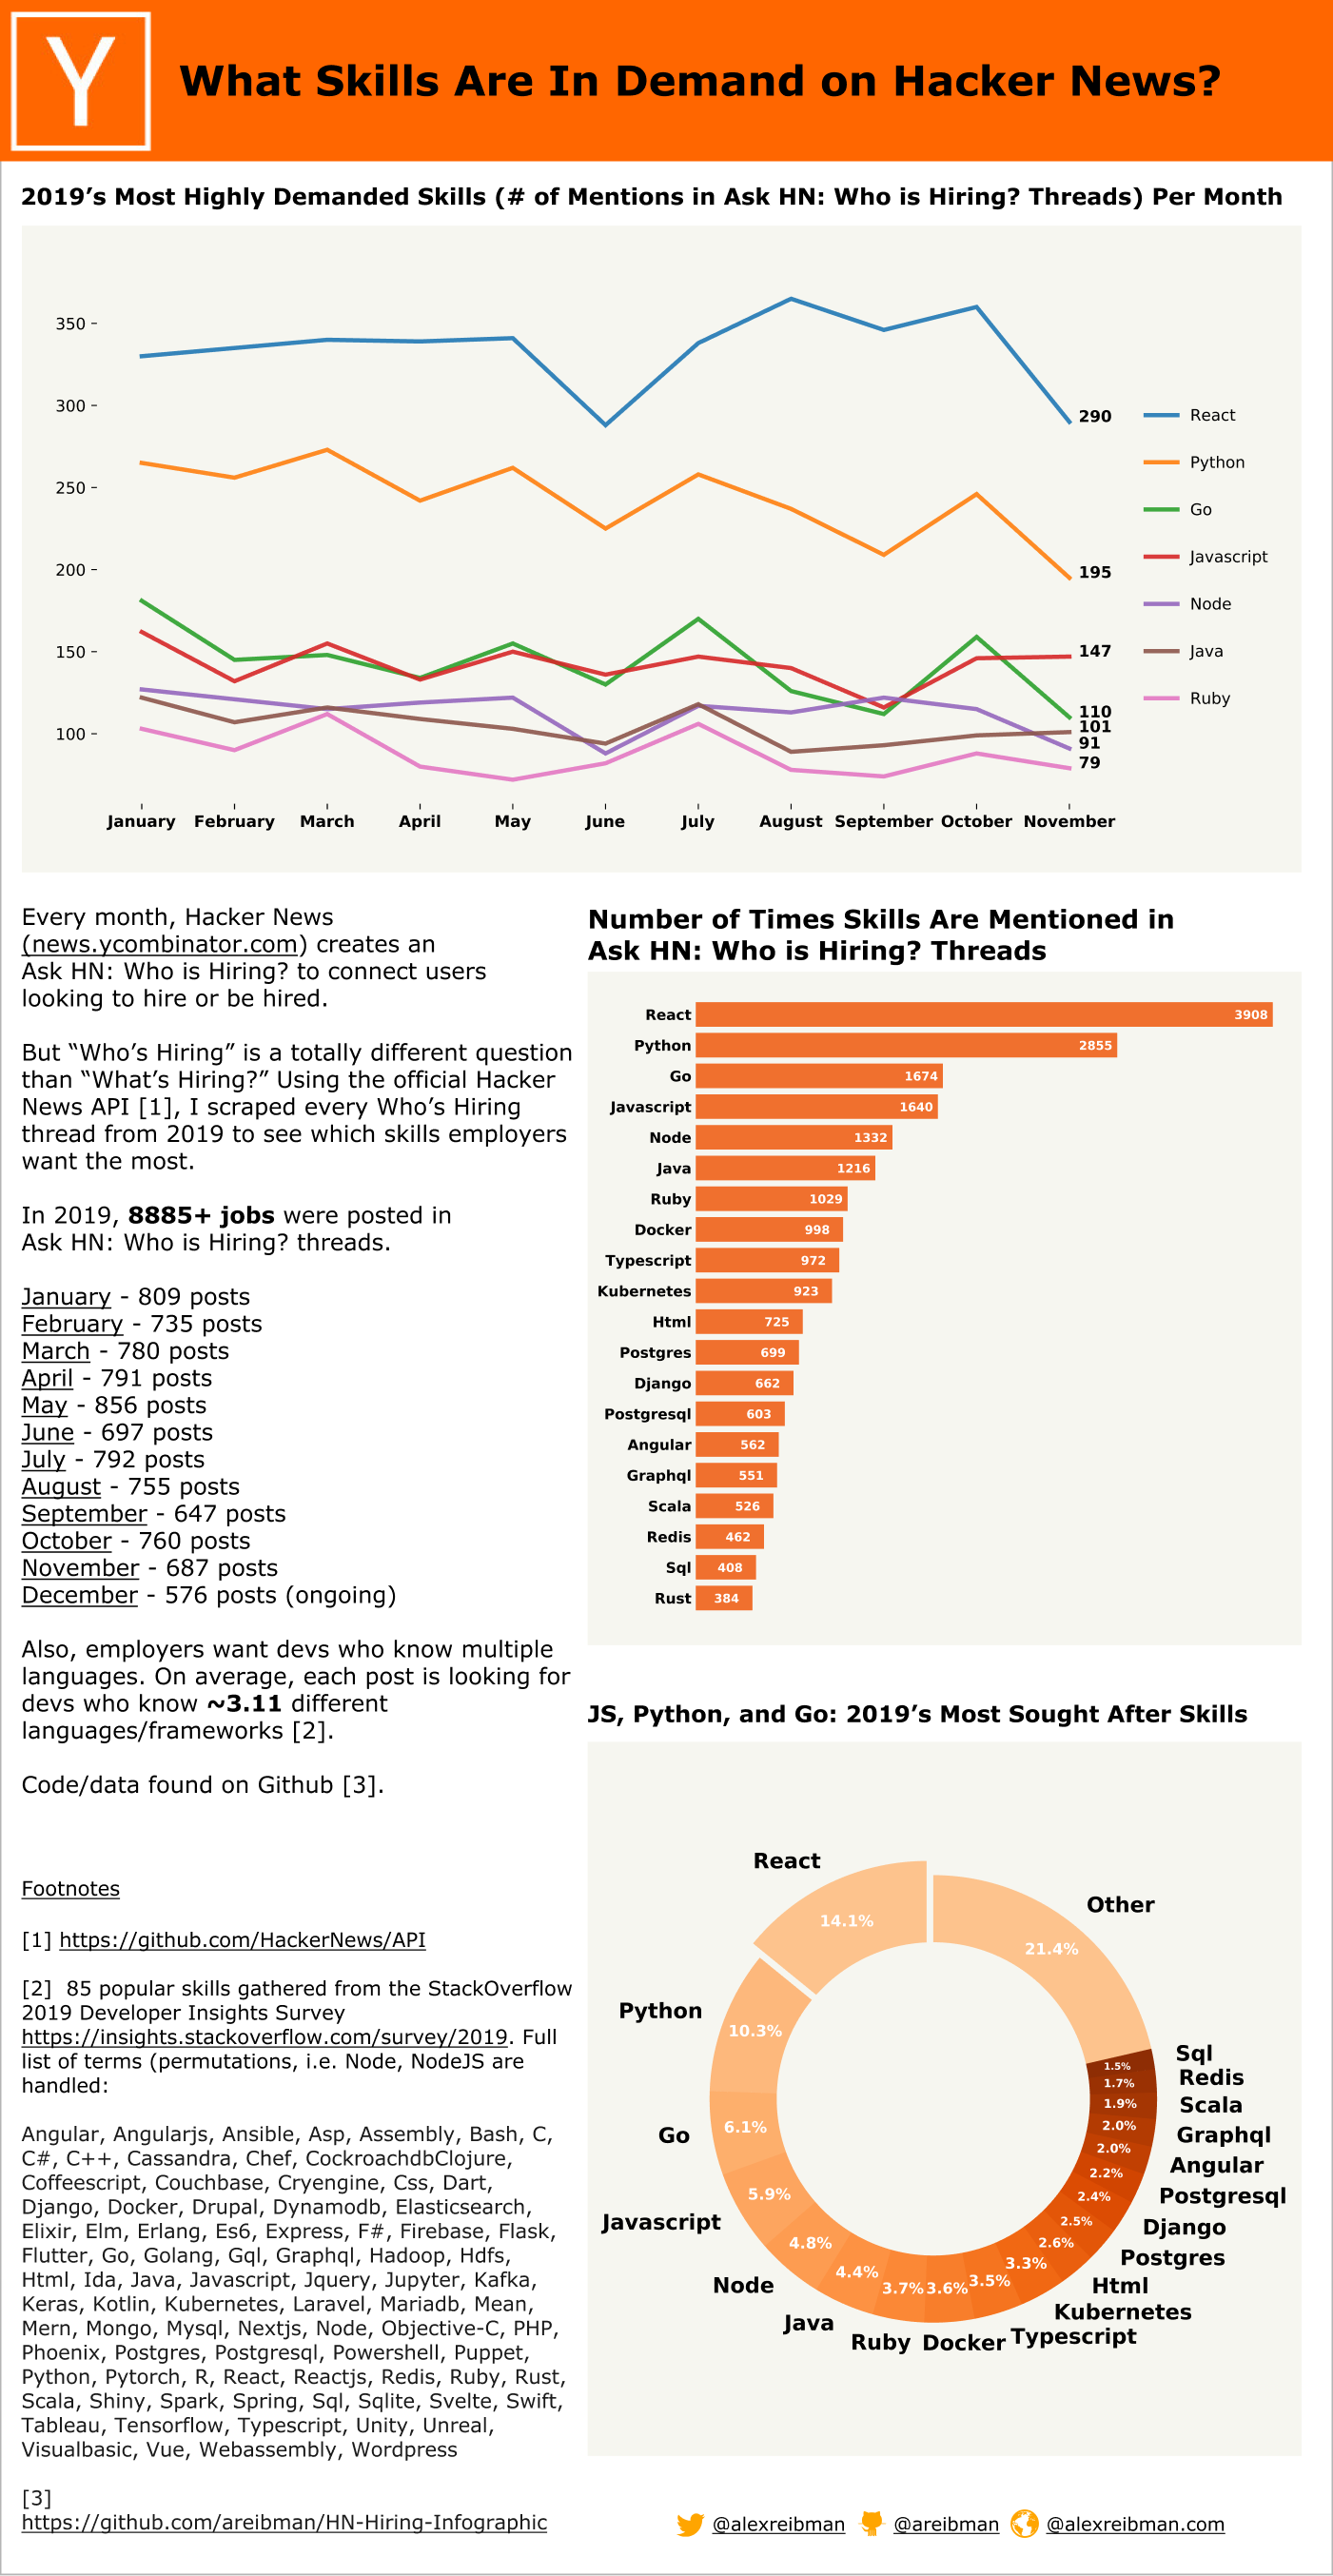 Y
What Skills Are In Demand on Hacker News?
2019’s Most Highly Demanded Skills (# of Mentions in Ask HN: Who is Hiring? Threads) Per Month
350
300
250
200
150
100
January February March April May June July August September October November
290
195
147
110
101
91
79
React
Python
Go
Javascript
Node
Java
Ruby
Every month, Hacker News
(news.ycombinator.com) creates an
Ask HN: Who is Hiring? to connect users
looking to hire or be hired.
But “Who’s Hiring” is a totally different question
than “What’s Hiring?” Using the official Hacker
News API [1], I scraped every Who’s Hiring
thread from 2019 to see which skills employers
want the most.
In 2019, 8885+ jobs were posted in
Ask HN: Who is Hiring? threads.
January - 809 posts
February - 735 posts
March - 780 posts
April - 791 posts
May - 856 posts
June - 697 posts
July - 792 posts
August - 755 posts
September - 647 posts
October - 760 posts
November - 687 posts
December - 576 posts (ongoing)
Also, employers want devs who know multiple
languages. On average, each post is looking for
devs who know ~3.11 different
languages/frameworks [2].
Code/data found on Github [3].
Footnotes
[1] https://github.com/HackerNews/API
[2]  85 popular skills gathered from the StackOverflow
2019 Developer Insights Survey
https://insights.stackoverflow.com/survey/2019. Full
list of terms (permutations, i.e. Node, NodeJS are
handled:
Angular, Angularjs, Ansible, Asp, Assembly, Bash, C,
C#, C++, Cassandra, Chef, CockroachdbClojure,
Coffeescript, Couchbase, Cryengine, Css, Dart,
Django, Docker, Drupal, Dynamodb, Elasticsearch,
Elixir, Elm, Erlang, Es6, Express, F#, Firebase, Flask,
Flutter, Go, Golang, Gql, Graphql, Hadoop, Hdfs,
Html, Ida, Java, Javascript, Jquery, Jupyter, Kafka,
Keras, Kotlin, Kubernetes, Laravel, Mariadb, Mean,
Mern, Mongo, Mysql, Nextjs, Node, Objective-C, PHP,
Phoenix, Postgres, Postgresql, Powershell, Puppet,
Python, Pytorch, R, React, Reactjs, Redis, Ruby, Rust,
Scala, Shiny, Spark, Spring, Sql, Sqlite, Svelte, Swift,
Tableau, Tensorflow, Typescript, Unity, Unreal,
Visualbasic, Vue, Webassembly, Wordpress
[3]
https://github.com/areibman/HN-Hiring-Infographic
Number of Times Skills Are Mentioned in
Ask HN: Who is Hiring? Threads
React 3908
Python 2855
Go 1674
Javascript 1640
Node 1332
Java 1216
Ruby 1029
Docker 998
Typescript 972
Kubernetes 923
Html 725
Postgres 699
Django 662
Postgresql 603
Angular 562
Graphql 551
Scala 526
Redis 462
Sql 408
Rust 384
JS, Python, and Go: 2019’s Most Sought After Skills
React 14.1%
Python 10.3%
Go 6.1%
Javascript 5.9%
Node 4.8%
Java 4.4%
Ruby 3.7%
Docker 3.6%
Typescript 3.5%
Kubernetes 3.3%
Html 2.6%
Postgres 2.5%
Django 2.4%
Postgresql 2.2%
Angular 2.0%
Graphql 2.0%
Scala 1.9%
Redis 1.7%
Sql 1.5%
Other 21.4%
@alexreibman @areibman @alexreibman.com